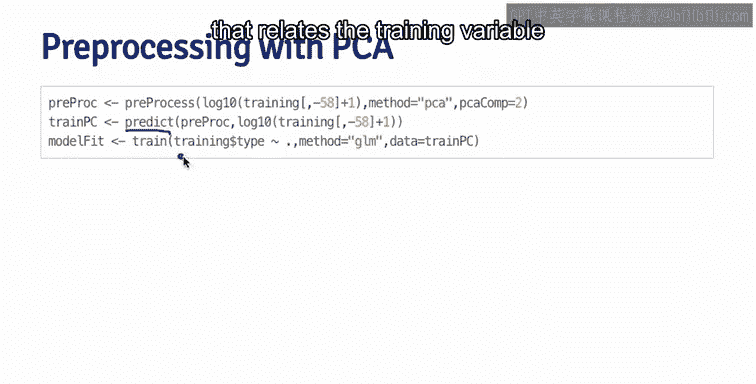 that relates the training variable
Preprocessing with PCA
preProc <- preProcess(log10(training[,-58]+1),method="pca",pcaComp=2)
trainPC <- predict(preProc,log10(training[,-58]+1))
modelFit <- train(training$type ~ .,method="glm",data=trainPC)